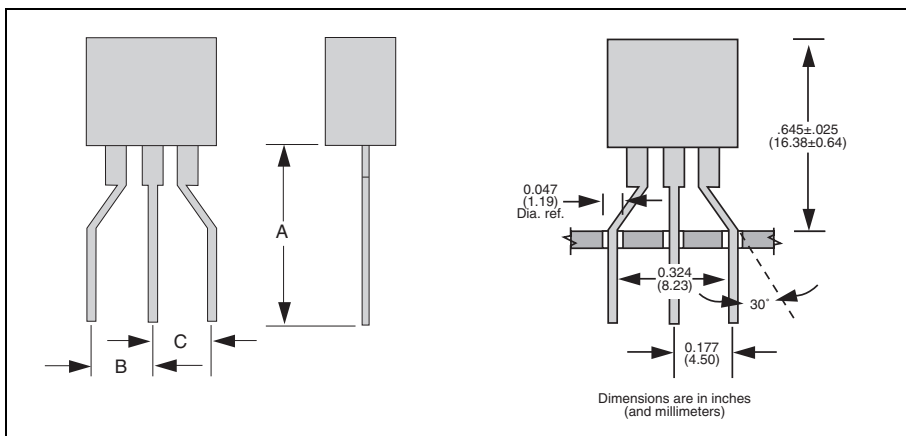 A
B
C
.645±.025
(16.38±0.64)
0.047
(1.19)
Dia. ref.
0.324
(8.23)
30°
0.177
(4.50)
Dimensions are in inches
(and millimeters)